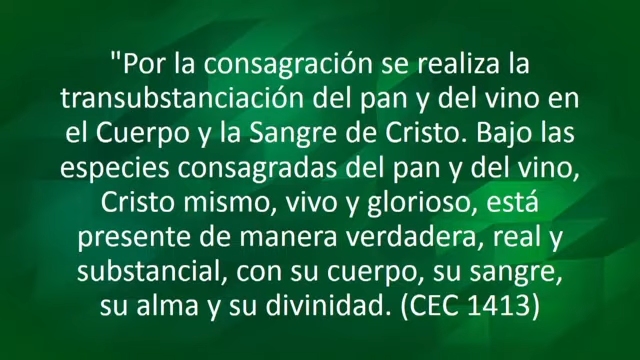 "Por la consagración se realiza la
transubstanciación del pan y del vino en
el Cuerpo y la Sangre de Cristo. Bajo las
especies consagradas del pan y del vino,
Cristo mismo, vivo y glorioso, está
presente de manera verdadera, real y
substancial, con su cuerpo, su sangre,
su alma y su divinidad. (CEC 1413)